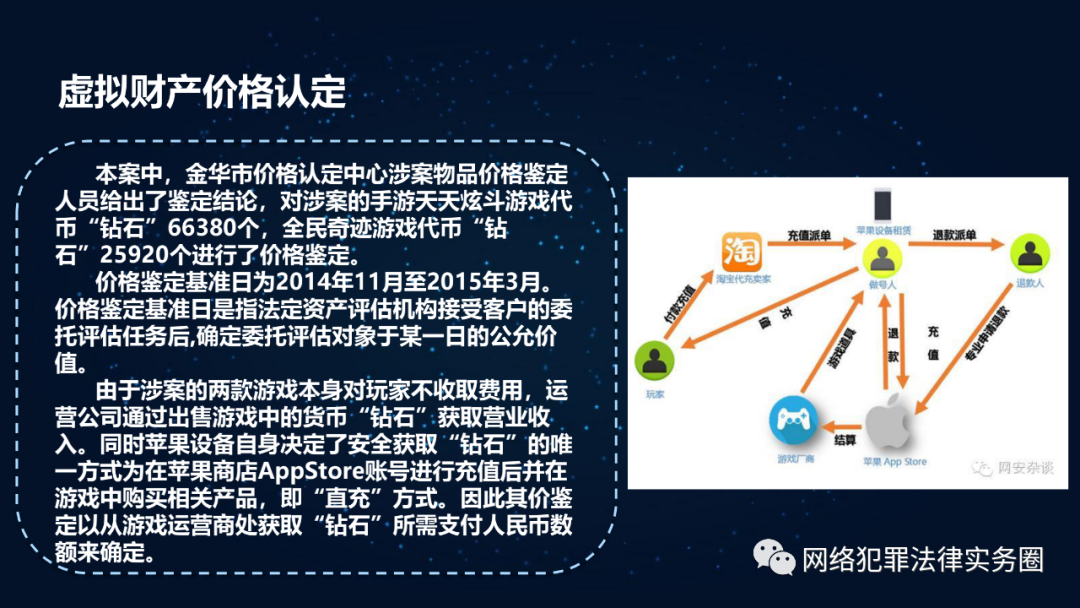 虚拟财产价格认定
本案中，金华市价格认定中心涉案物品价格鉴定
人员给出了鉴定结论，对涉案的手游天天炫斗游戏代
币“钻石”66380个，全民奇迹游戏代币“钻
石”25920个进行了价格鉴定。
价格鉴定基准日为2014年11月至2015年3月。
价格鉴定基准日是指法定资产评估机构接受客户的委
托评估任务后,确定委托评估对象于某一日的公允价
值。
由于涉案的两款游戏本身对玩家不收取费用，运
营公司通过出售游戏中的货币“钻石”获取营业收
入。同时苹果设备自身决定了安全获取“钻石”的唯
一方式为在苹果商店AppStore账号进行充值后并在
游戏中购买相关产品，即“直充”方式。因此其价鉴
定以从游戏运营商处获取“钻石”所需支付人民币数
额来确定。
苹果设备租赁
充值派单
退款派单
淘
淘宝代充卖家
做号人
退款人
付款充值
充值
游戏道具
退款
充值
专业申请退款
玩家
结算
游戏厂商
苹果 App Store
网安杂谈
网络犯罪法律实务圈